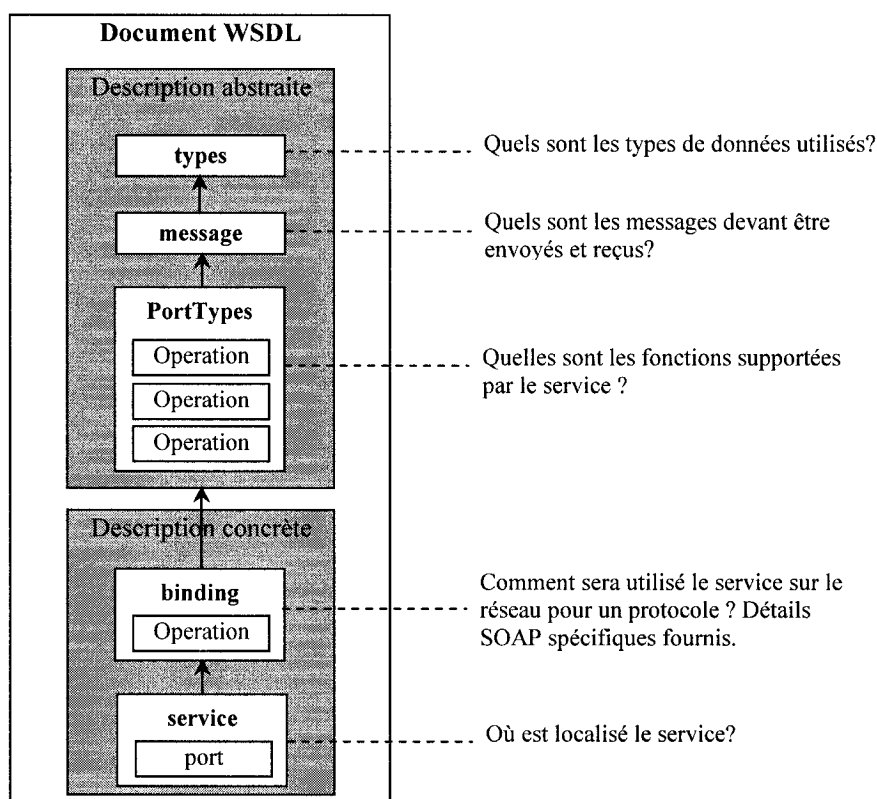 Document WSDL
Description abstraite
types
Quels sont les types de données utilisés?
message
Quels sont les messages devant être
envoyés et reçus?
PortTypes
Operation
Operation
Operation
Quelles sont les fonctions supportées
par le service ?
Description concrète
binding
Operation
Comment sera utilisé le service sur le
réseau pour un protocole ? Détails
SOAP spécifiques fournis.
service
port
Où est localisé le service?